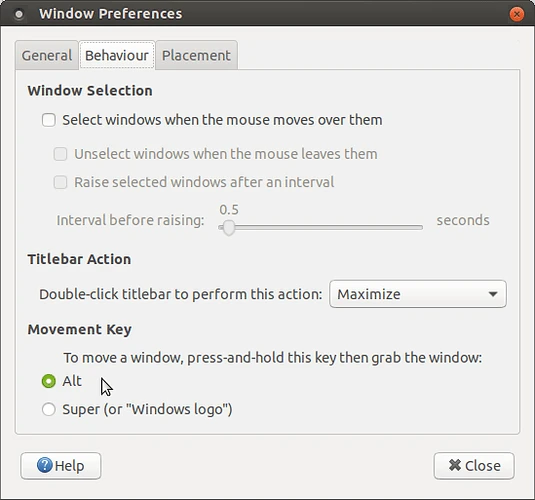 Window Preferences
General Behaviour Placement
Window Selection
Select windows when the mouse moves over them
Unselect windows when the mouse leaves them
Raise selected windows after an interval
0.5
Interval before raising: seconds
Titlebar Action
Double-click titlebar to perform this action: Maximize
Movement Key
To move a window, press-and-hold this key then grab the window:
Alt
Super (or "Windows logo")
Help Close